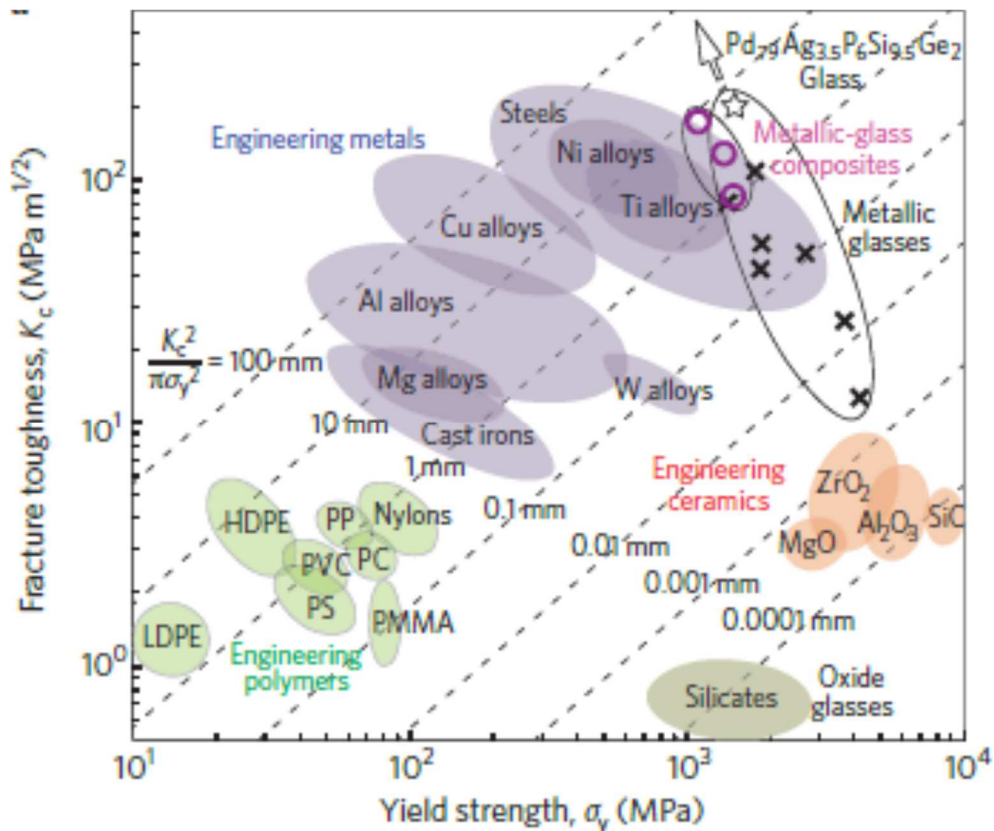 Pd79Ag3.5P6Si9.5Ge2
Glass
Steels
Engineering metals
Metallic-glass
composites
Ni alloys
10²
Ti alloys
Metallic
glasses
Cu alloys
Al alloys
Kc²
πσy² = 100 mm
Mg alloys
W alloys
10 mm
Cast irons
10¹
1 mm
Engineering
ceramics
ZrO2
0.1 mm
HDPE
PP
Nylons
Al2O3
SiC
0.01 mm
MgO
PVC
PC
0.001 mm
PS
0.0001 mm
LDPE
PMMA
10⁰
Engineering
polymers
Silicates
Oxide
glasses
Fracture toughness, Kc (MPa m1/2)
10¹
10²
10³
10⁴
Yield strength, σy (MPa)